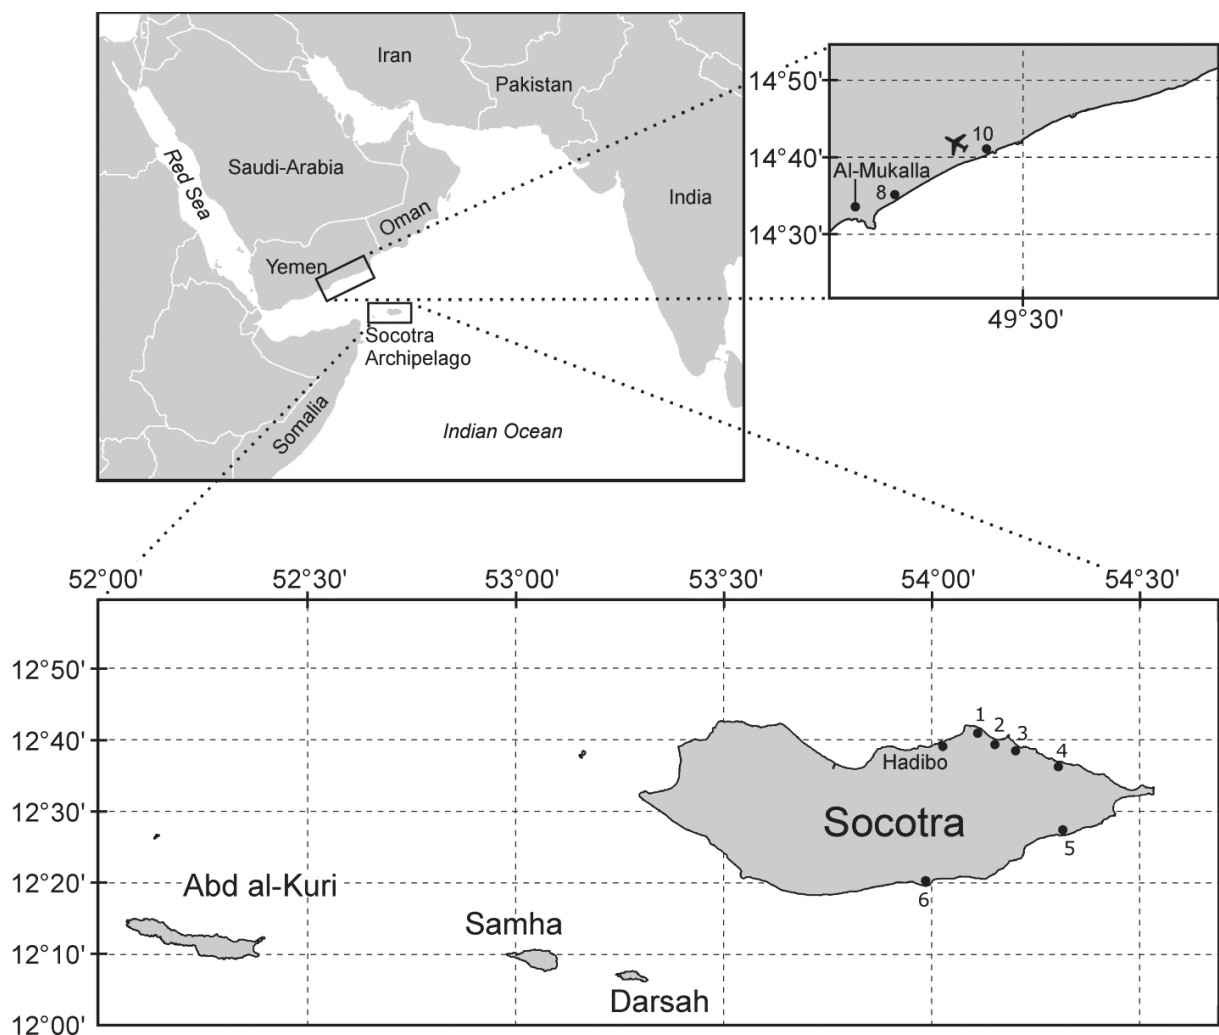 Iran
Pakistan
Saudi-Arabia
Red Sea
India
Oman
Yemen
Socotra
Archipelago
Somalia
Indian Ocean
14°50'
10
14°40'
Al-Mukalla
8
14°30'
49°30'
52°00' 52°30' 53°00' 53°30' 54°00' 54°30'
12°50'
1
2
3
12°40'
4
Hadibo
12°30'
Socotra
5
12°20'
Abd al-Kuri
6
Samha
12°10'
Darsah
12°00'